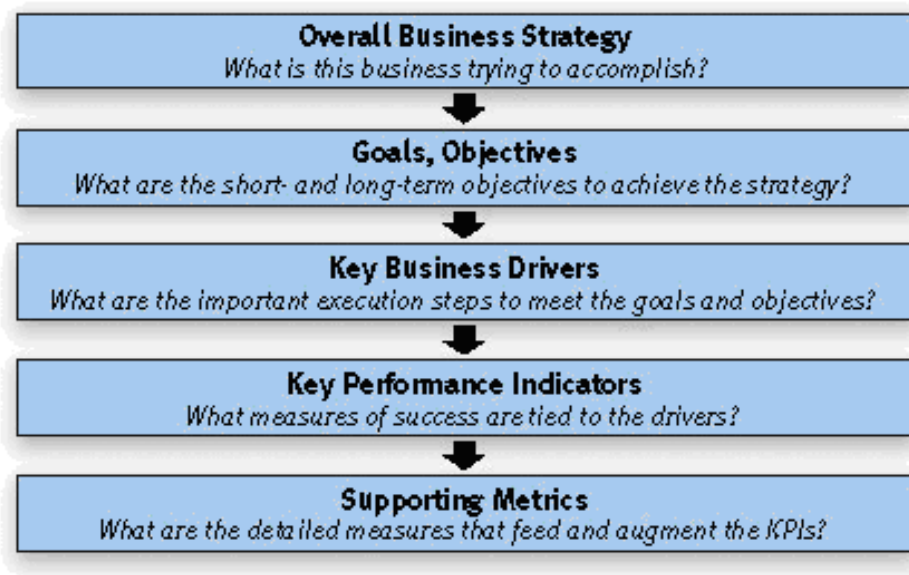 Overall Business Strategy
What is this business trying to accomplish?
Goals, Objectives
What are the short- and long-term objectives to achieve the strategy?
Key Business Drivers
What are the important execution steps to meet the goals and objectives?
Key Performance Indicators
What measures of success are tied to the drivers?
Supporting Metrics
What are the detailed measures that feed and augment the KPIs?